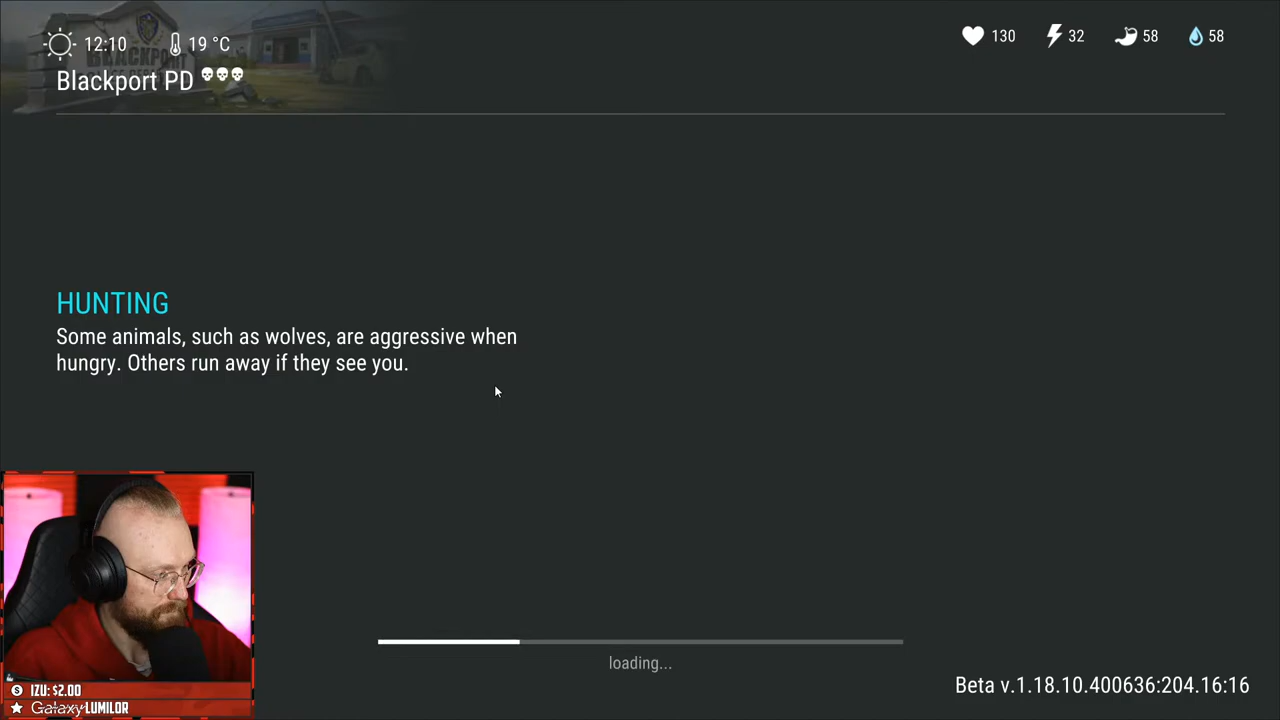 12:10 19 °C
130 32 58 58
Blackport PD
HUNTING
Some animals, such as wolves, are aggressive when
hungry. Others run away if they see you.
loading...
Beta v.1.18.10.400636:204.16:16
IZU: $2.00
GalaxyLUMILOR